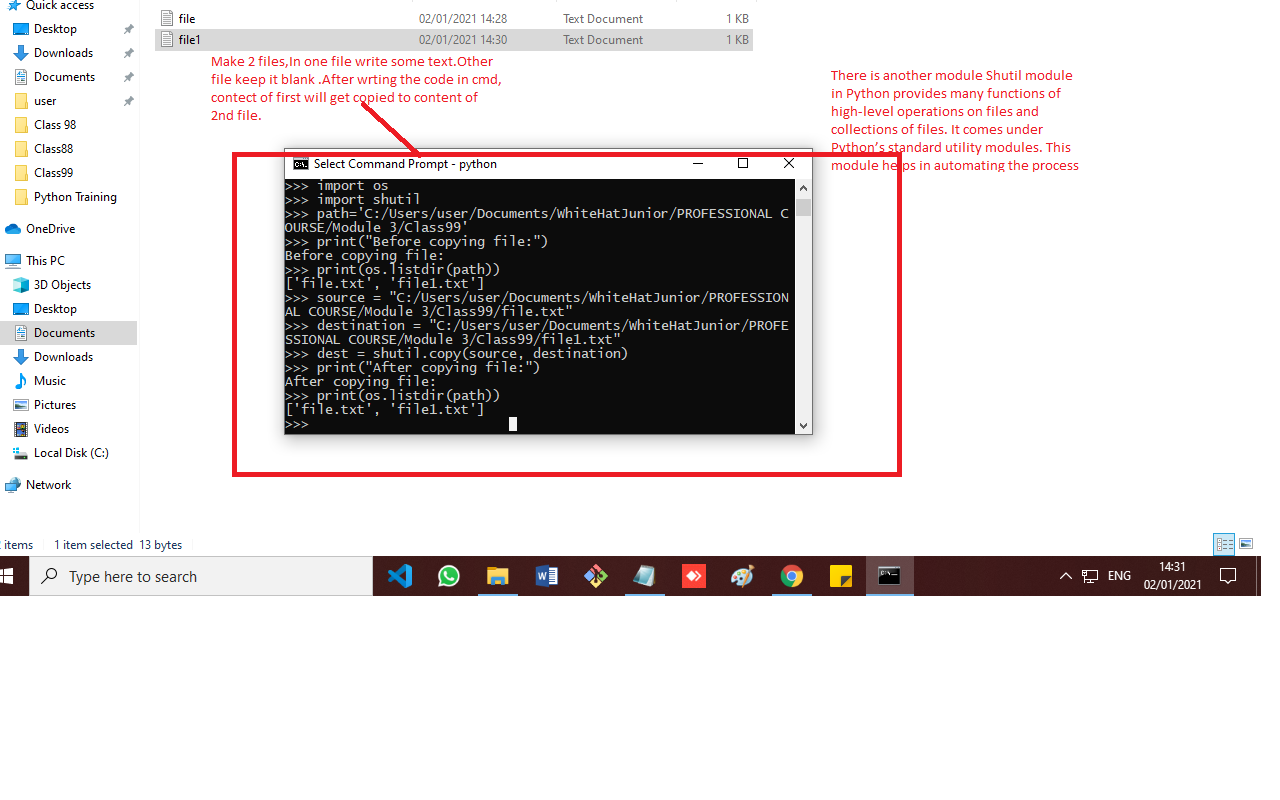 Quick access
Desktop
Downloads
Documents
user
Class 98
Class88
Class99
Python Training
OneDrive
This PC
3D Objects
Desktop
Documents
Downloads
Music
Pictures
Videos
Local Disk (C:)
Network
file 02/01/2021 14:28 Text Document 1 KB
file1 02/01/2021 14:30 Text Document 1 KB
Make 2 files,In one file write some text.Other
file keep it blank .After wrting the code in cmd,
contect of first will get copied to content of
2nd file.
There is another module Shutil module
in Python provides many functions of
high-level operations on files and
collections of files. It comes under
Python’s standard utility modules. This
module helps in automating the process
Select Command Prompt - python
>>> import os
>>> import shutil
>>> path='C:/Users/user/Documents/WhiteHatJunior/PROFESSIONAL C
OURSE/Module 3/Class99'
>>> print("Before copying file:")
Before copying file:
>>> print(os.listdir(path))
['file.txt', 'file1.txt']
>>> source = "C:/Users/user/Documents/WhiteHatJunior/PROFESSION
AL COURSE/Module 3/Class99/file.txt"
>>> destination = "C:/Users/user/Documents/WhiteHatJunior/PROFE
SSIONAL COURSE/Module 3/Class99/file1.txt"
>>> dest = shutil.copy(source, destination)
>>> print("After copying file:")
After copying file:
>>> print(os.listdir(path))
['file.txt', 'file1.txt']
>>>
items 1 item selected 13 bytes
Type here to search
ENG
14:31
02/01/2021